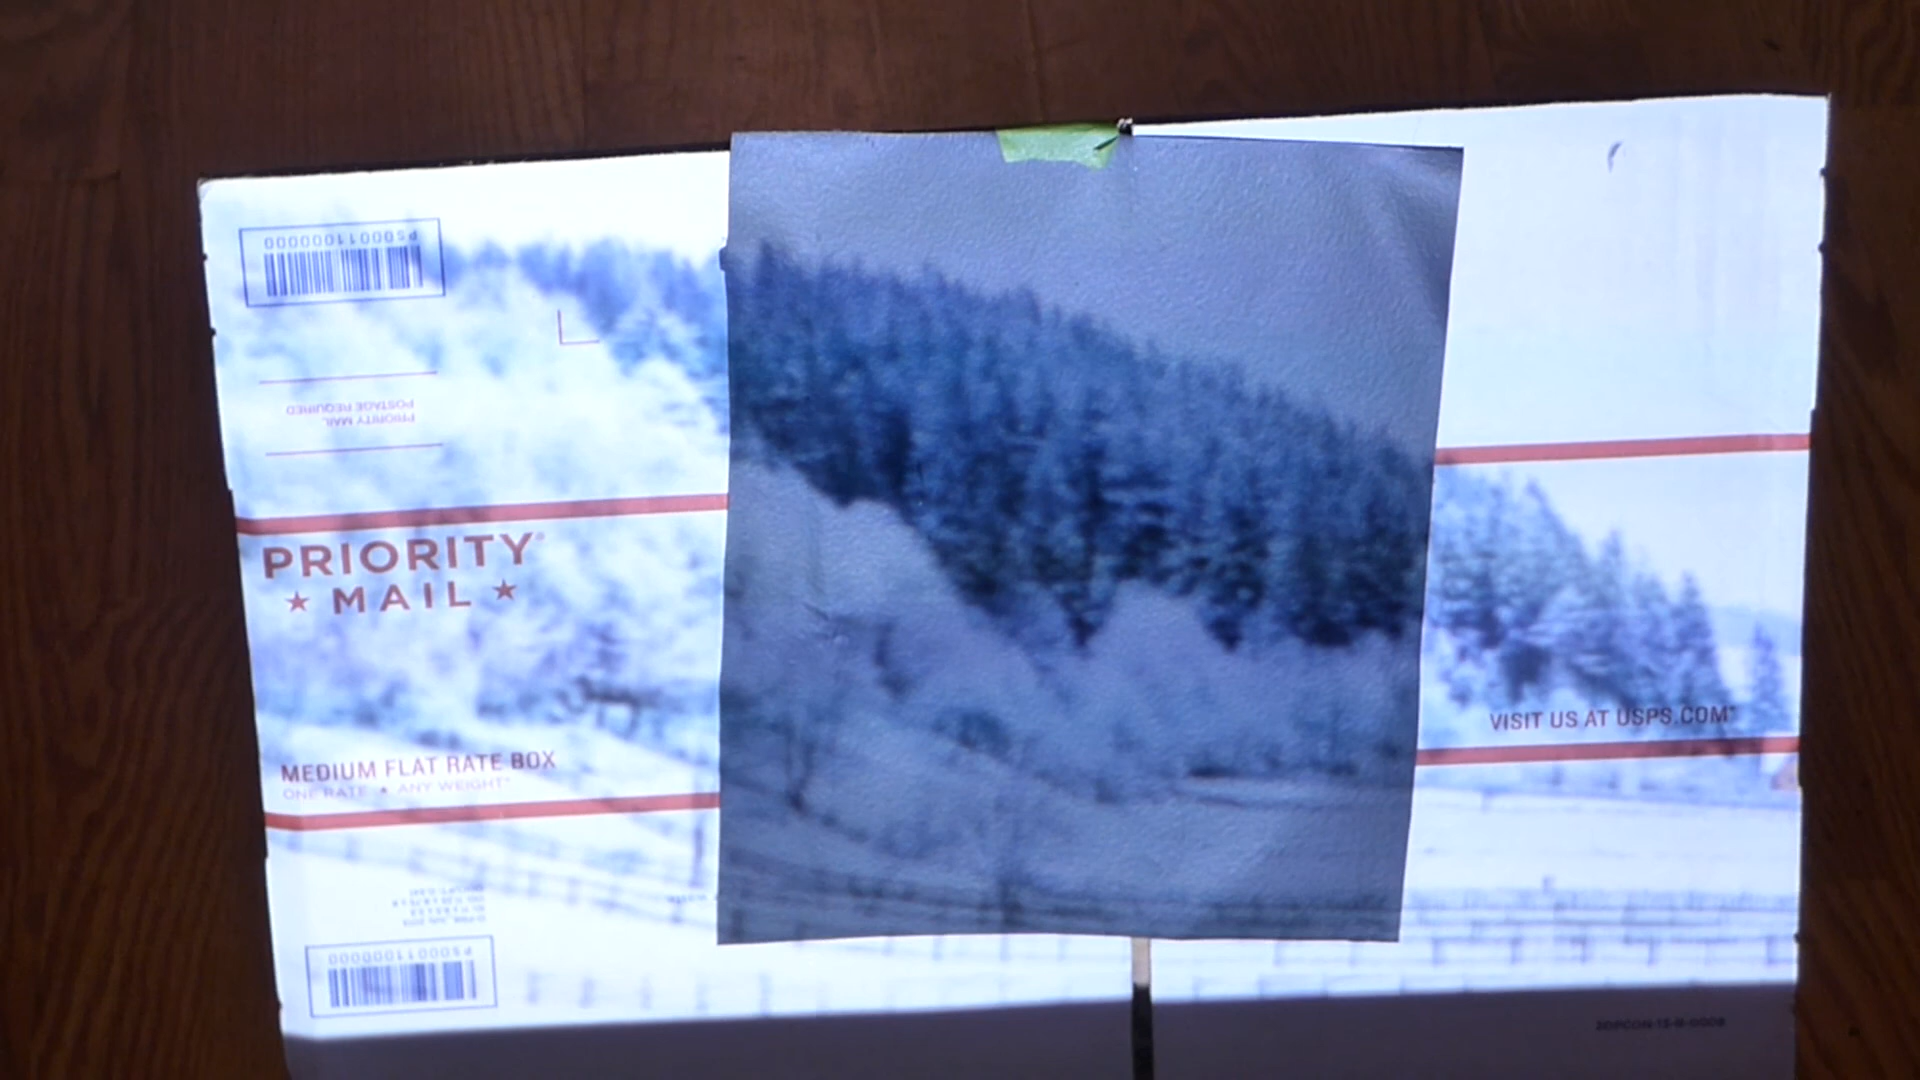 PS00011000000
PRIORITY MAIL
POSTAGE REQUIRED
PRIORITY
★ MAIL ★
VISIT US AT USPS.COM®
MEDIUM FLAT RATE BOX
ONE RATE ★ ANY WEIGHT*
PS00011000000